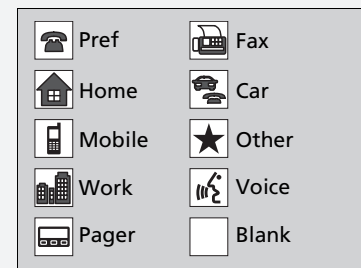 Pref
Fax
Home
Car
Mobile
Other
Work
Voice
Pager
Blank